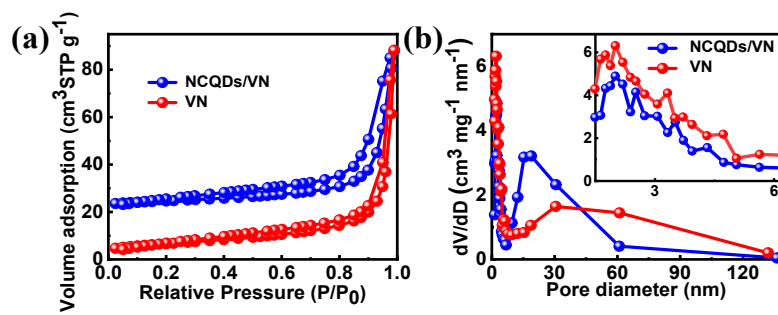 (a)
Volume adsorption (cm³STP g⁻¹)
80
60
40
20
0
NCQDs/VN
VN
0.0 0.2 0.4 0.6 0.8 1.0
Relative Pressure (P/P₀)
(b)
dV/dD (cm³ mg⁻¹ nm⁻¹)
6
4
2
0
0 30 60 90 120
Pore diameter (nm)
6
4
2
0
3 6
NCQDs/VN
VN